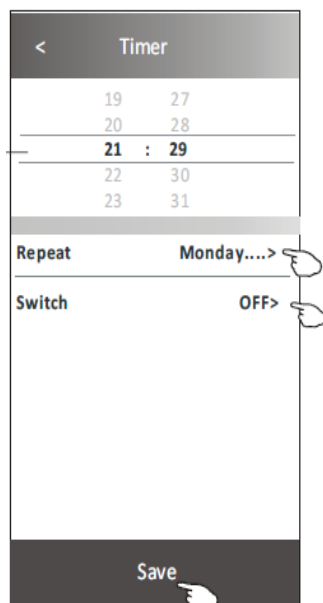 < Timer
19 27
20 28
21 : 29
22 30
23 31
Repeat Monday....>
Switch OFF>
Save